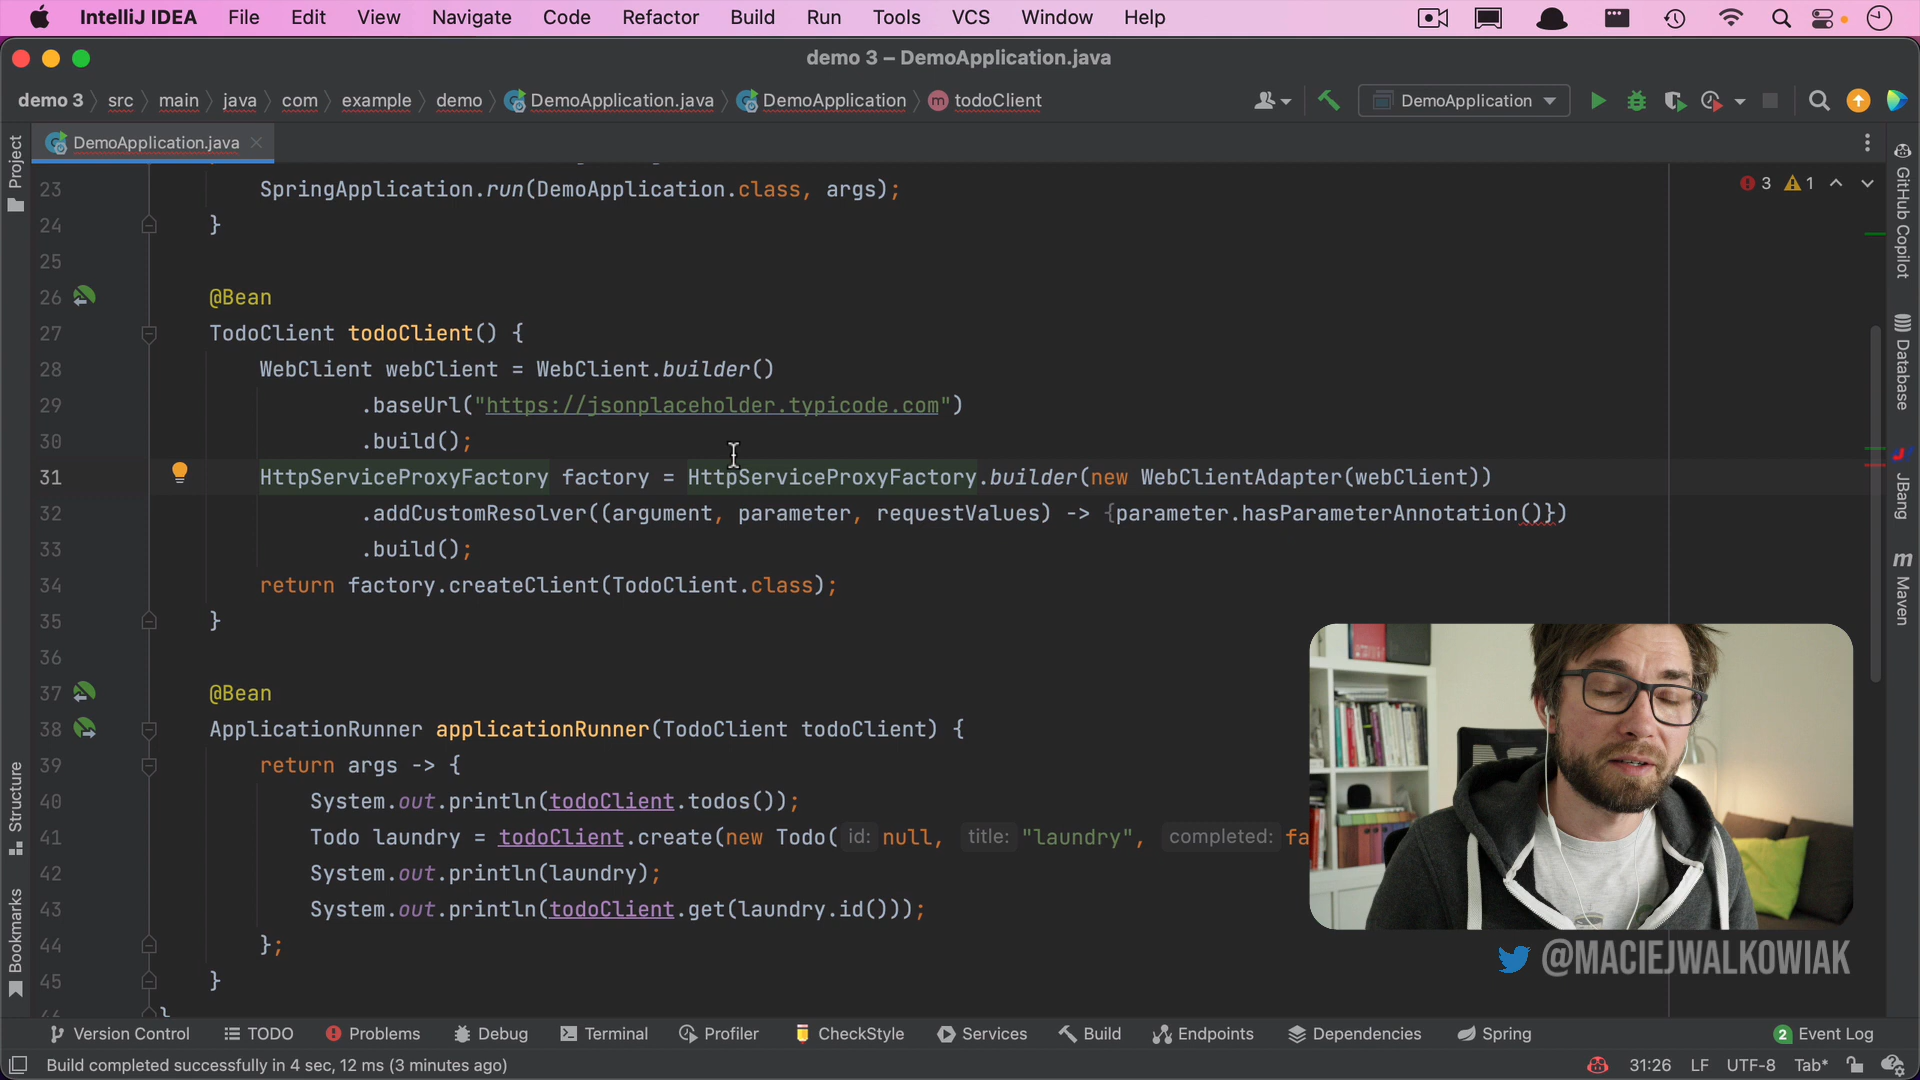 IntelliJ IDEA File Edit View Navigate Code Refactor Build Run Tools VCS Window Help
demo 3 – DemoApplication.java
demo 3 src main java com example demo DemoApplication.java DemoApplication todoClient
DemoApplication
DemoApplication.java
3 1
23 SpringApplication.run(DemoApplication.class, args);
24 }
25
26 @Bean
27 TodoClient todoClient() {
28 WebClient webClient = WebClient.builder()
29 .baseUrl("https://jsonplaceholder.typicode.com")
30 .build();
31 HttpServiceProxyFactory factory = HttpServiceProxyFactory.builder(new WebClientAdapter(webClient))
32 .addCustomResolver((argument, parameter, requestValues) -> {parameter.hasParameterAnnotation()})
33 .build();
34 return factory.createClient(TodoClient.class);
35 }
36
37 @Bean
38 ApplicationRunner applicationRunner(TodoClient todoClient) {
39 return args -> {
40 System.out.println(todoClient.todos());
41 Todo laundry = todoClient.create(new Todo( id: null, title: "laundry", completed: fa
42 System.out.println(laundry);
43 System.out.println(todoClient.get(laundry.id()));
44 };
45 }
}
Project
Structure
Bookmarks
GitHub Copilot
Database
JBang
m Maven
@MACIEJWALKOWIAK
Version Control TODO Problems Debug Terminal Profiler CheckStyle Services Build Endpoints Dependencies Spring 2 Event Log
Build completed successfully in 4 sec, 12 ms (3 minutes ago) 31:26 LF UTF-8 Tab*